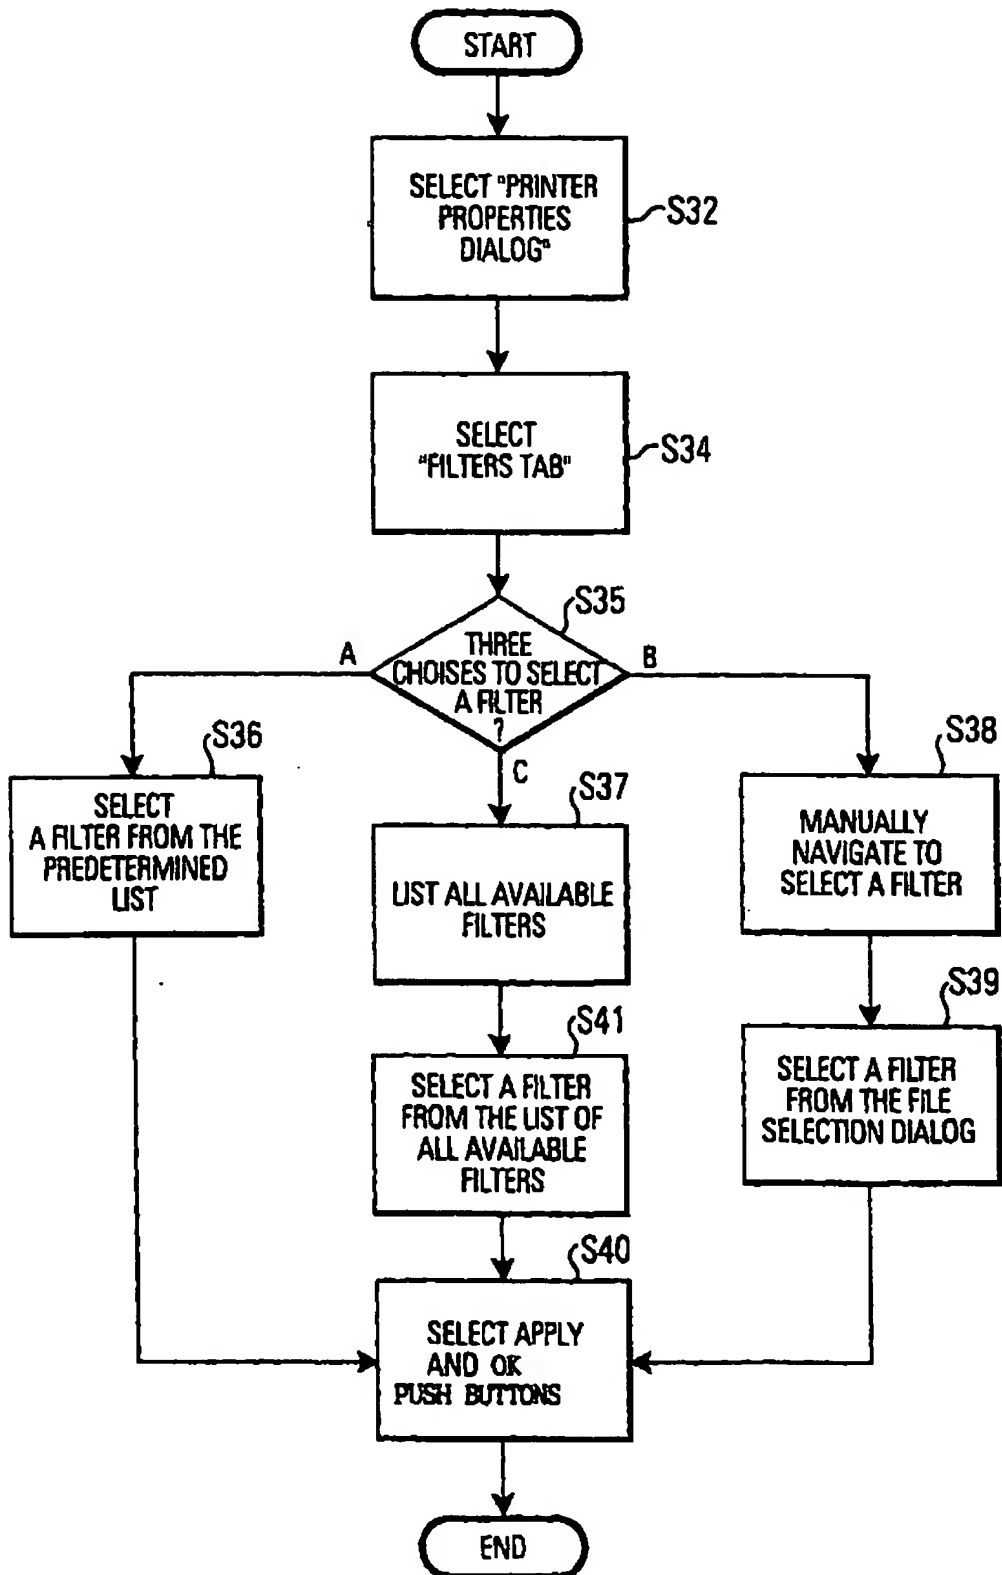 START
SELECT "PRINTER
PROPERTIES
DIALOG"
S32
SELECT
"FILTERS TAB"
S34
S35
THREE
CHOISES TO SELECT
A FILTER
?
A
B
C
S36
SELECT
A FILTER FROM THE
PREDETERMINED
LIST
S37
LIST ALL AVAILABLE
FILTERS
S38
MANUALLY
NAVIGATE TO
SELECT A FILTER
S41
SELECT A FILTER
FROM THE LIST OF
ALL AVAILABLE
FILTERS
S39
SELECT A FILTER
FROM THE FILE
SELECTION DIALOG
S40
SELECT APPLY
AND OK
PUSH BUTTONS
END